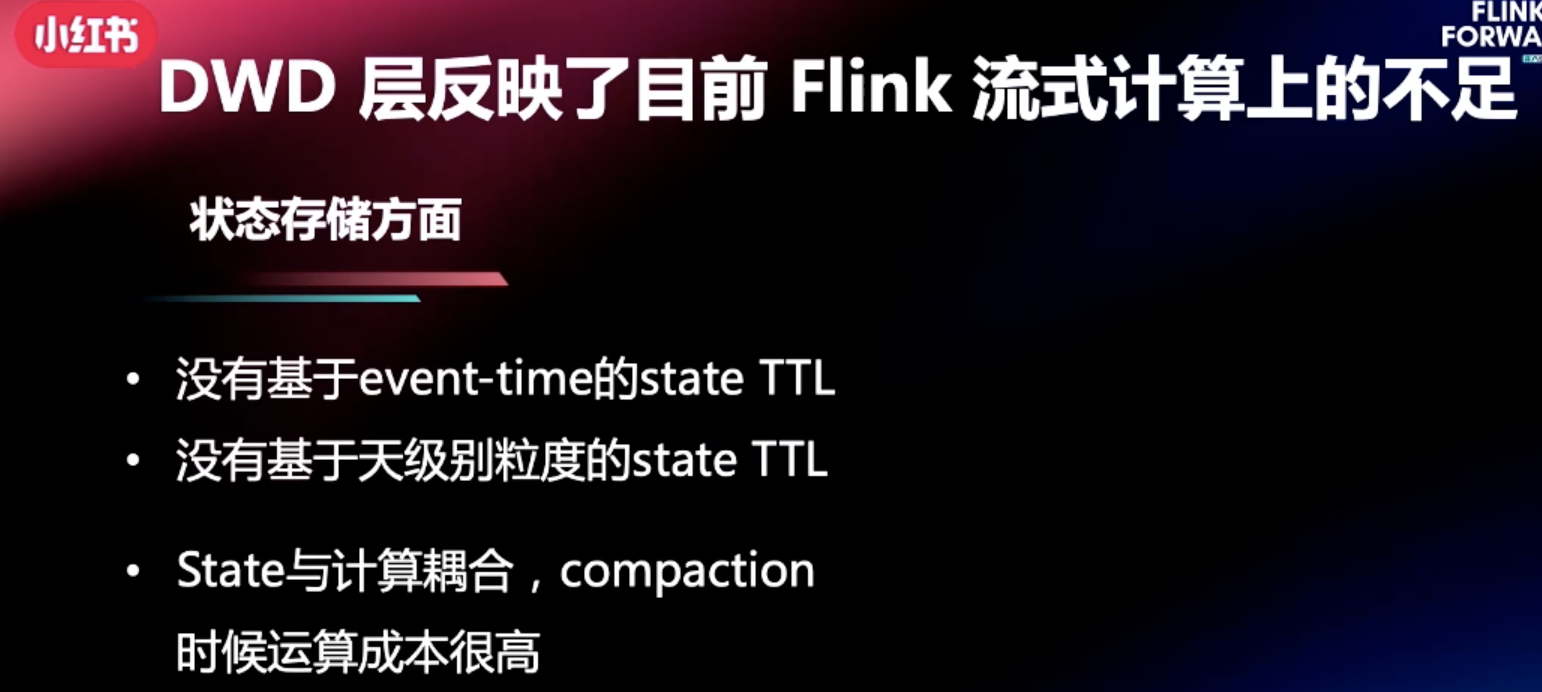 小红书
FLINK
FORWA
DWD 层反映了目前 Flink 流式计算上的不足
状态存储方面
• 没有基于event-time的state TTL
• 没有基于天级别粒度的state TTL
• State与计算耦合，compaction
时候运算成本很高